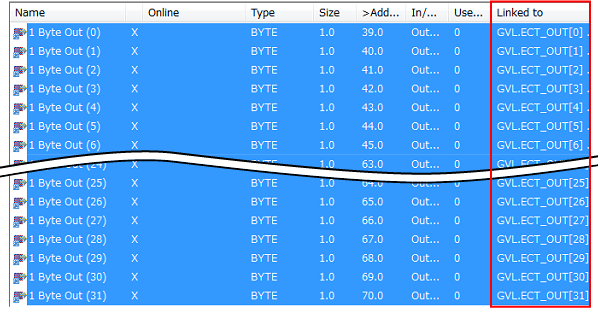 Name Online Type Size >Add... In/... Use... Linked to
1 Byte Out (0) X BYTE 1.0 39.0 Out... 0 GVL.ECT_OUT[0] .
1 Byte Out (1) X BYTE 1.0 40.0 Out... 0 GVL.ECT_OUT[1] .
1 Byte Out (2) X BYTE 1.0 41.0 Out... 0 GVL.ECT_OUT[2] .
1 Byte Out (3) X BYTE 1.0 42.0 Out... 0 GVL.ECT_OUT[3] .
1 Byte Out (4) X BYTE 1.0 43.0 Out... 0 GVL.ECT_OUT[4] .
1 Byte Out (5) X BYTE 1.0 44.0 Out... 0 GVL.ECT_OUT[5] .
1 Byte Out (6) X BYTE 1.0 45.0 Out... 0 GVL.ECT_OUT[6] .
BYTE 1.0 63.0 Out... 0
1 Byte Out (25) X BYTE 1.0 64.0 Out... 0 GVL.ECT_OUT[25]
1 Byte Out (26) X BYTE 1.0 65.0 Out... 0 GVL.ECT_OUT[26]
1 Byte Out (27) X BYTE 1.0 66.0 Out... 0 GVL.ECT_OUT[27]
1 Byte Out (28) X BYTE 1.0 67.0 Out... 0 GVL.ECT_OUT[28]
1 Byte Out (29) X BYTE 1.0 68.0 Out... 0 GVL.ECT_OUT[29]
1 Byte Out (30) X BYTE 1.0 69.0 Out... 0 GVL.ECT_OUT[30]
1 Byte Out (31) X BYTE 1.0 70.0 Out... 0 GVL.ECT_OUT[31]